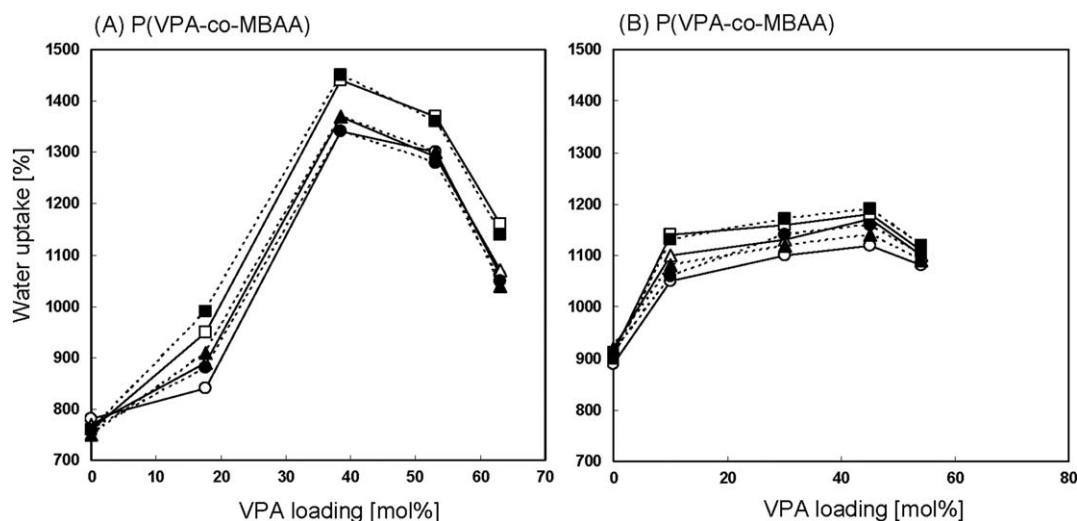 (A) P(VPA-co-MBAA)
1500
1400
1300
1200
1100
1000
900
800
700
0 10 20 30 40 50 60 70
Water uptake [%]
VPA loading [mol%]
(B) P(VPA-co-MBAA)
1500
1400
1300
1200
1100
1000
900
800
700
0 20 40 60 80
VPA loading [mol%]